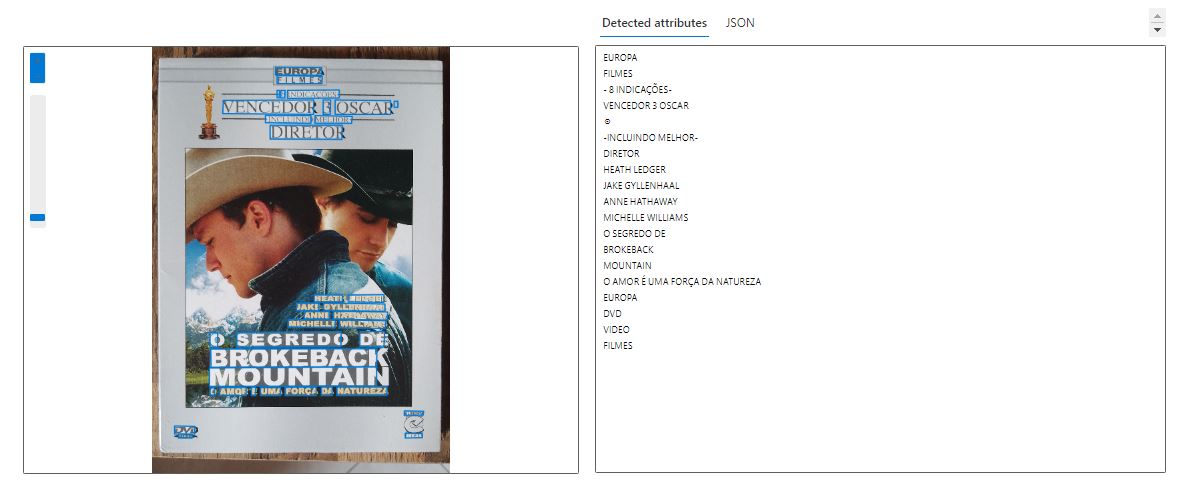 Detected attributes JSON
EUROPA
FILMES
8 INDICAÇÕES
VENCEDOR 3 OSCAR®
INCLUINDO MELHOR
DIRETOR
HEATH LEDGER
JAKE GYLLENHAAL
ANNE HATHAWAY
MICHELLE WILLIAMS
O SEGREDO DE
BROKEBACK
MOUNTAIN
O AMOR É UMA FORÇA DA NATUREZA
DVD
VIDEO
EUROPA
FILMES
EUROPA
FILMES
- 8 INDICAÇÕES-
VENCEDOR 3 OSCAR
®
-INCLUINDO MELHOR-
DIRETOR
HEATH LEDGER
JAKE GYLLENHAAL
ANNE HATHAWAY
MICHELLE WILLIAMS
O SEGREDO DE
BROKEBACK
MOUNTAIN
O AMOR É UMA FORÇA DA NATUREZA
EUROPA
DVD
VIDEO
FILMES